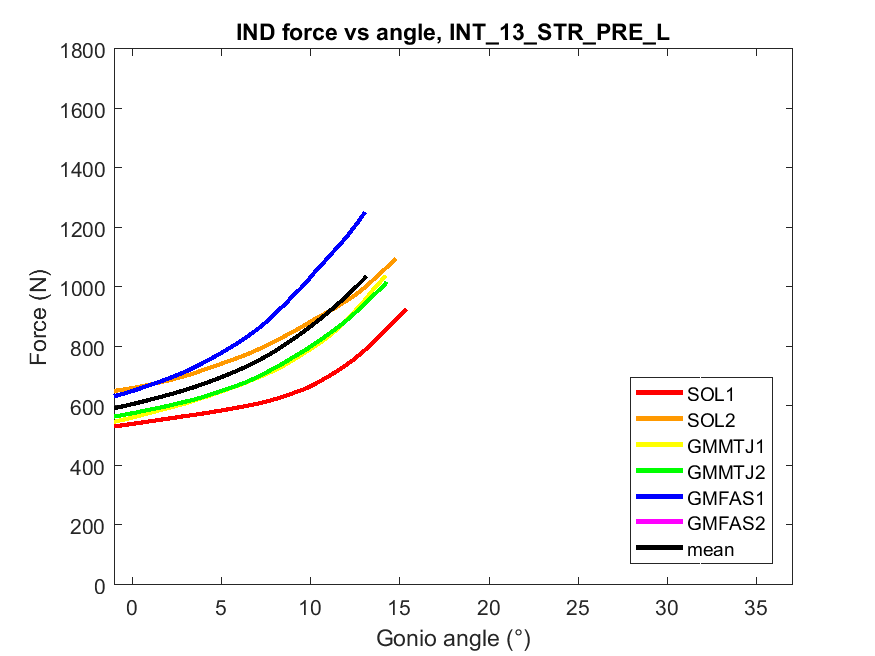 IND force vs angle, INT_13_STR_PRE_L
1800
1600
1400
1200
1000
800
600
400
200
0
Force (N)
0 5 10 15 20 25 30 35
Gonio angle (°)
SOL1
SOL2
GMMTJ1
GMMTJ2
GMFAS1
GMFAS2
mean